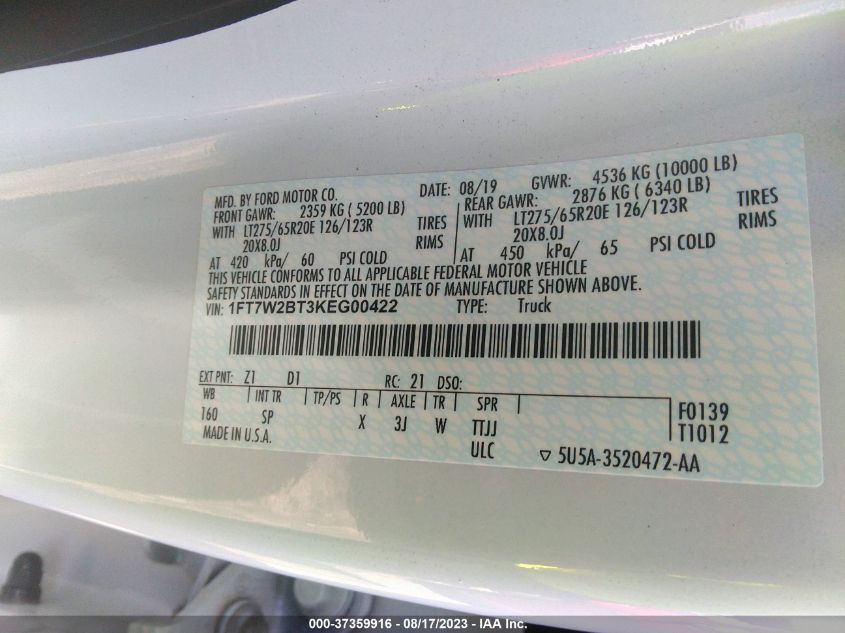 MFD. BY FORD MOTOR CO. DATE: 08/19 GVWR: 4536 KG (10000 LB)
FRONT GAWR: 2359 KG ( 5200 LB) REAR GAWR: 2876 KG ( 6340 LB)
WITH LT275/65R20E 126/123R TIRES WITH LT275/65R20E 126/123R TIRES
20X8.0J RIMS 20X8.0J RIMS
AT 420 kPa/ 60 PSI COLD AT 450 kPa/ 65 PSI COLD
THIS VEHICLE CONFORMS TO ALL APPLICABLE FEDERAL MOTOR VEHICLE
SAFETY STANDARDS IN EFFECT ON THE DATE OF MANUFACTURE SHOWN ABOVE.
VIN: 1FT7W2BT3KEG00422 TYPE: Truck
EXT PNT: Z1 D1 RC: 21 DSO:
WB INT TR TP/PS R AXLE TR SPR F0139
160 SP X 3J W TTJJ T1012
MADE IN U.S.A. ULC 5U5A-3520472-AA
000-37359916 - 08/17/2023 - IAA Inc.